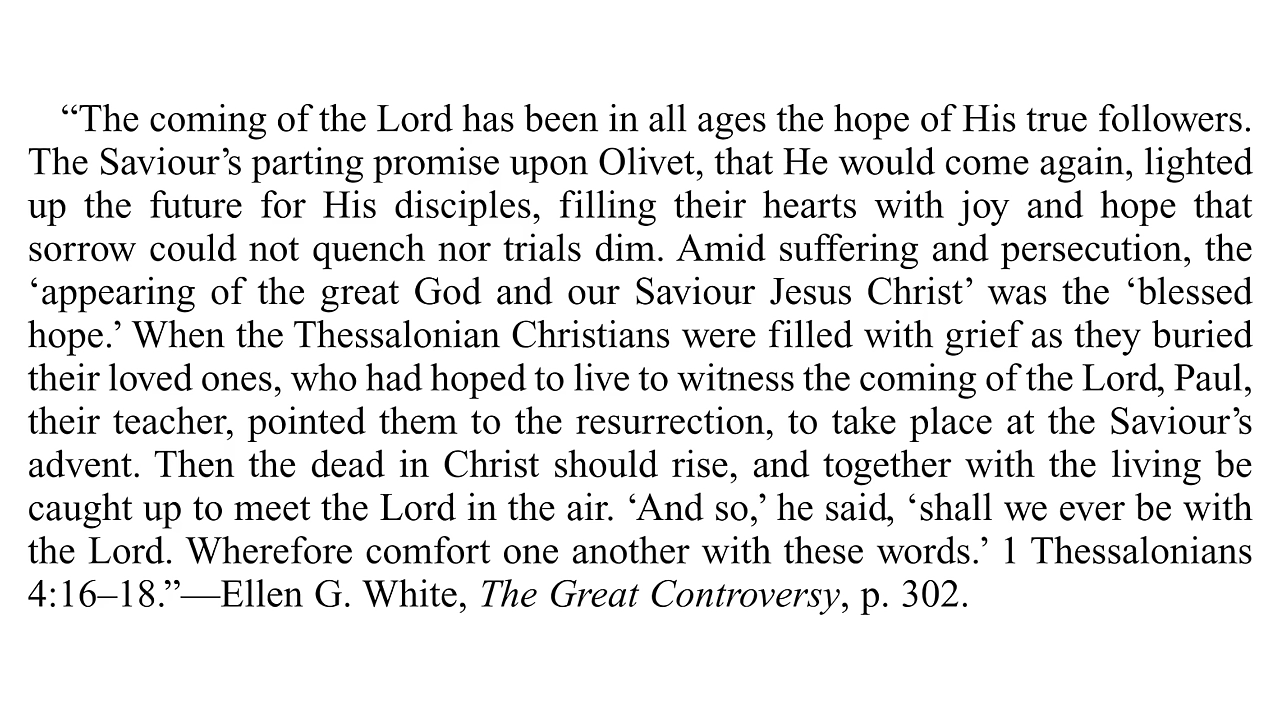 “The coming of the Lord has been in all ages the hope of His true followers.
The Saviour’s parting promise upon Olivet, that He would come again, lighted
up the future for His disciples, filling their hearts with joy and hope that
sorrow could not quench nor trials dim. Amid suffering and persecution, the
‘appearing of the great God and our Saviour Jesus Christ’ was the ‘blessed
hope.’ When the Thessalonian Christians were filled with grief as they buried
their loved ones, who had hoped to live to witness the coming of the Lord, Paul,
their teacher, pointed them to the resurrection, to take place at the Saviour’s
advent. Then the dead in Christ should rise, and together with the living be
caught up to meet the Lord in the air. ‘And so,’ he said, ‘shall we ever be with
the Lord. Wherefore comfort one another with these words.’ 1 Thessalonians
4:16–18.”—Ellen G. White, The Great Controversy, p. 302.